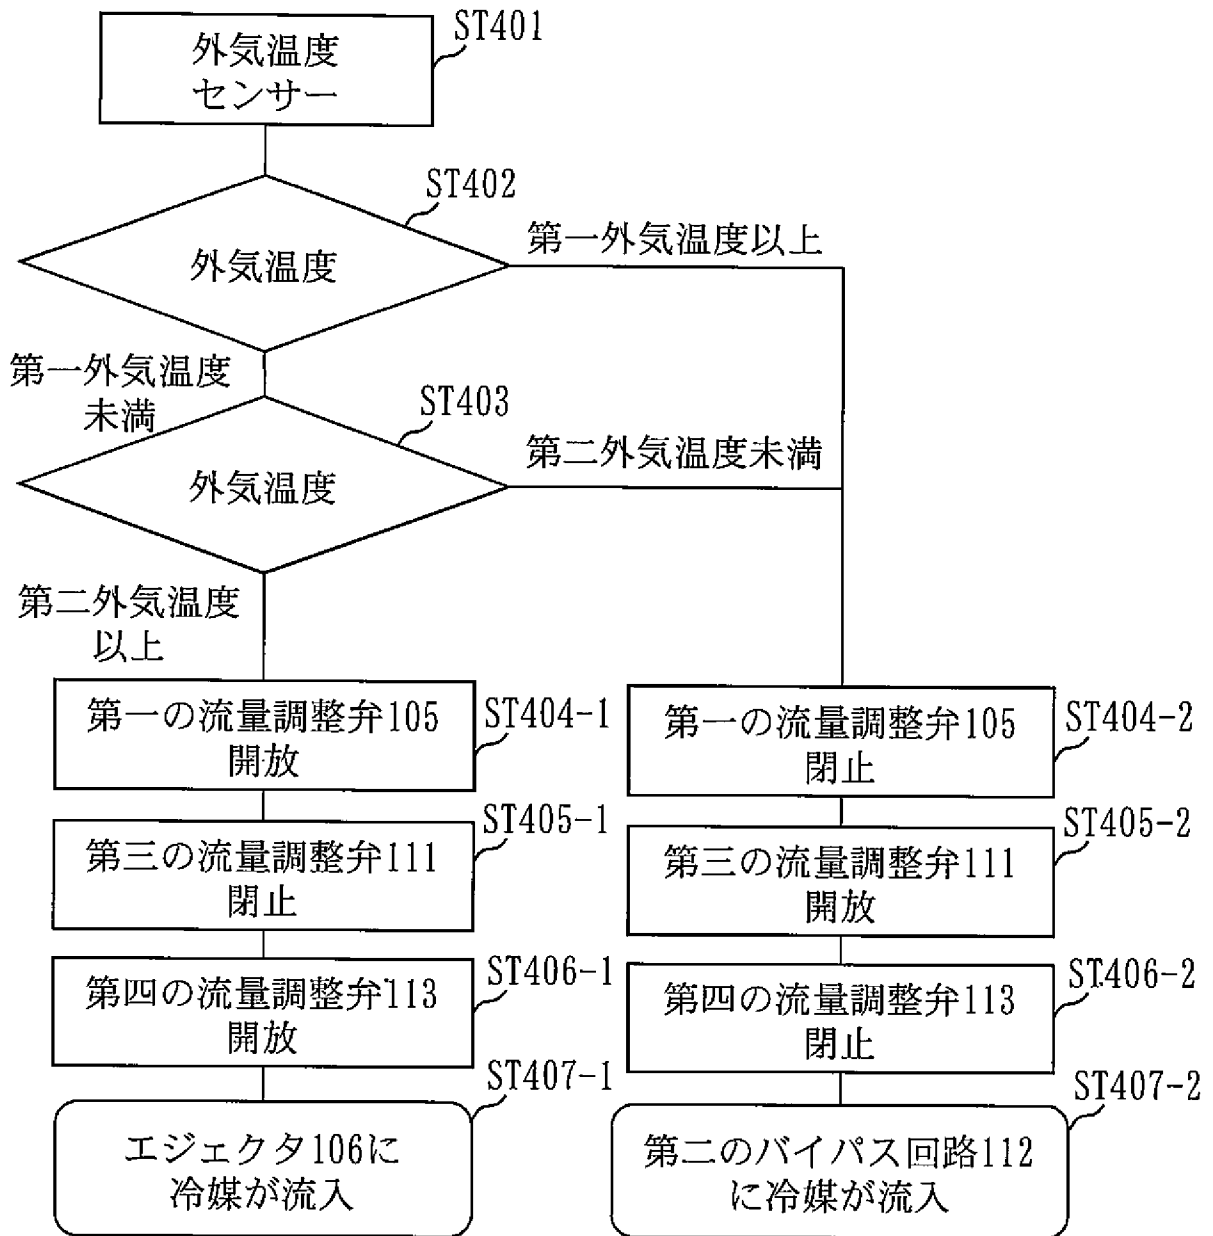 ST401
外気温度
センサー
ST402
外気温度
第一外気温度以上
第一外気温度
未満
ST403
外気温度
第二外気温度未満
第二外気温度
以上
第一の流量調整弁105
開放
ST404-1
第三の流量調整弁111
閉止
ST405-1
第四の流量調整弁113
開放
ST406-1
エジェクタ106に
冷媒が流入
ST407-1
第一の流量調整弁105
閉止
ST404-2
第三の流量調整弁111
開放
ST405-2
第四の流量調整弁113
閉止
ST406-2
第二のバイパス回路112
に冷媒が流入
ST407-2